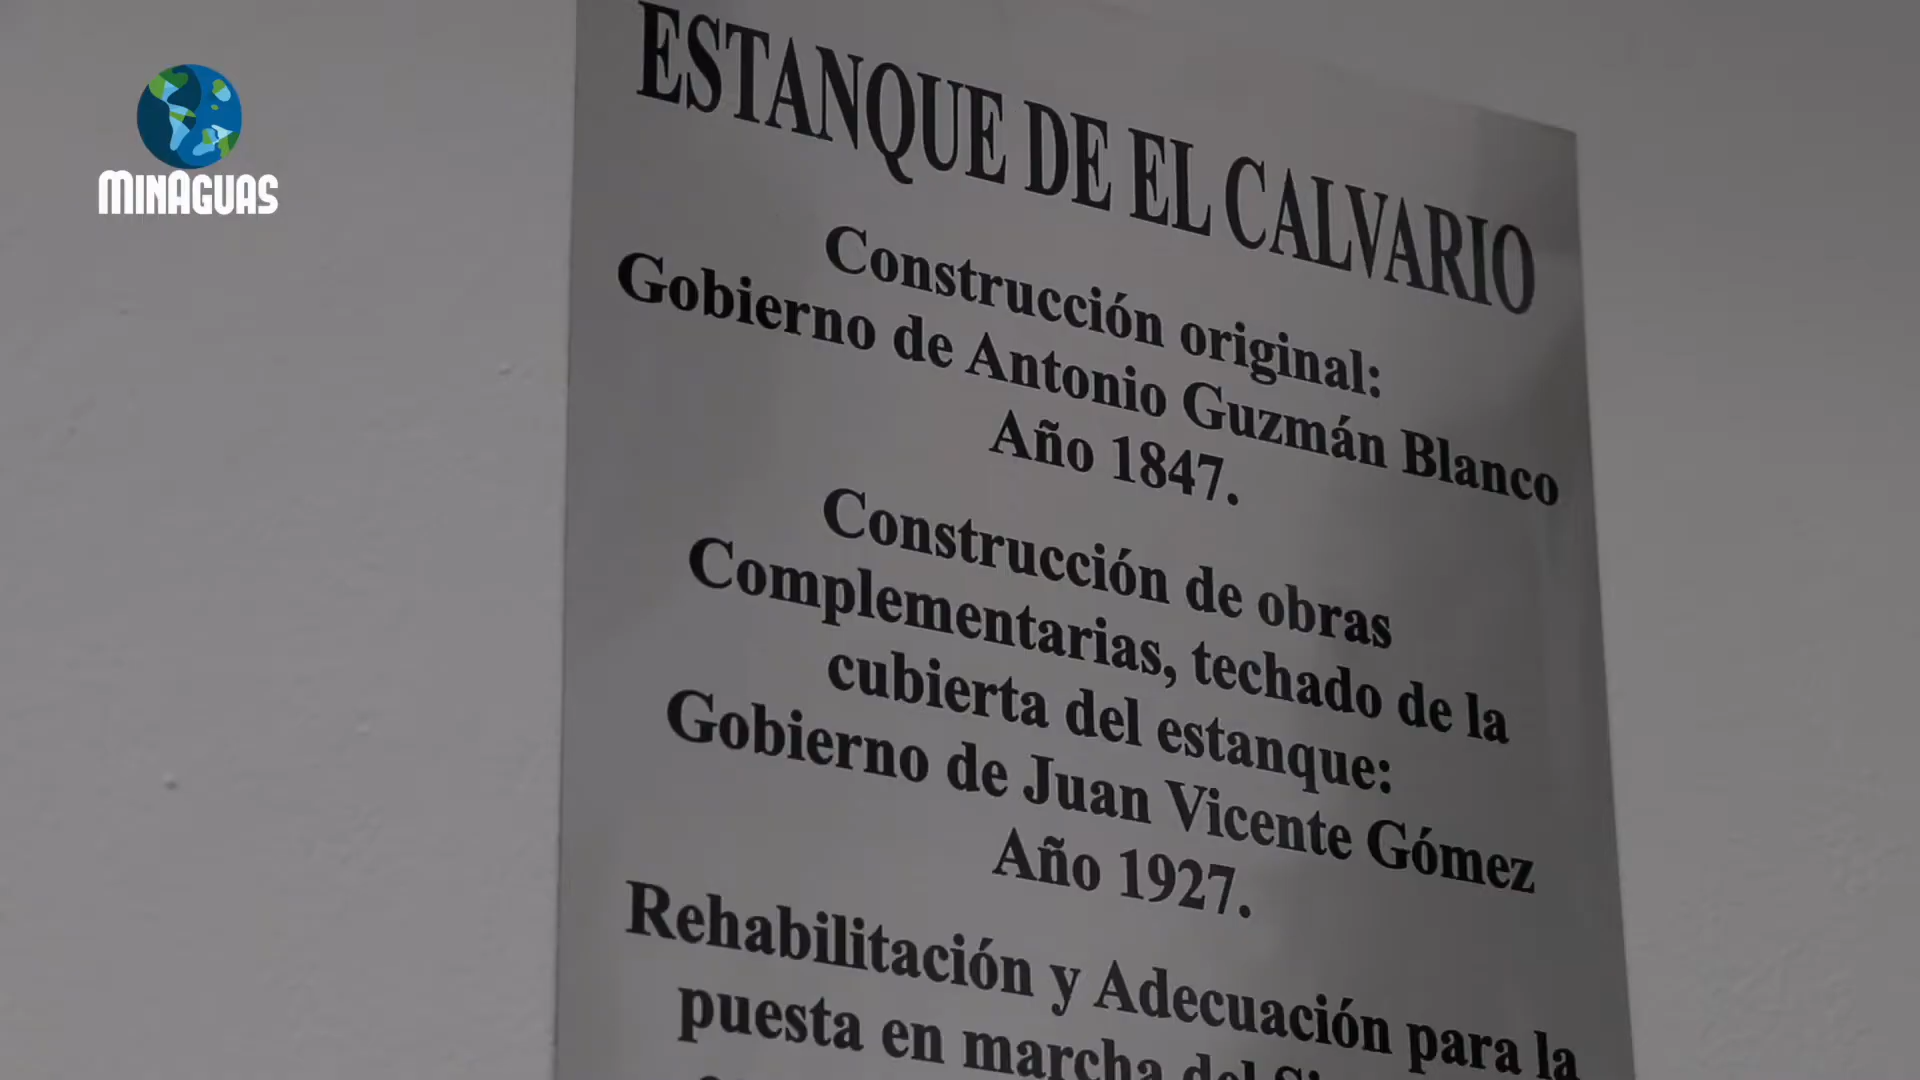 MINAGUAS
ESTANQUE DE EL CALVARIO
Construcción original:
Gobierno de Antonio Guzmán Blanco
Año 1847.
Construcción de obras
Complementarias, techado de la
cubierta del estanque:
Gobierno de Juan Vicente Gómez
Año 1927.
Rehabilitación y Adecuación para la
puesta en marcha del